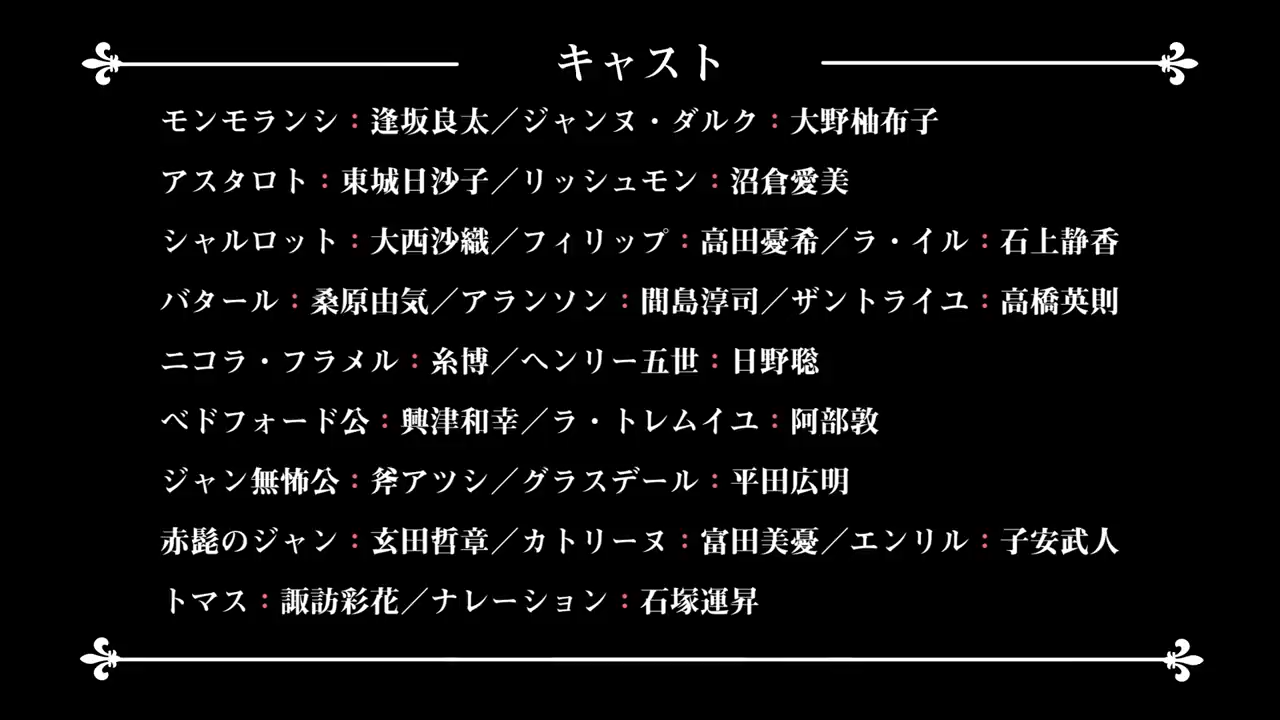 キャスト
モンモランシ：逢坂良太／ジャンヌ・ダルク：大野柚布子
アスタロト：東城日沙子／リッシュモン：沼倉愛美
シャルロット：大西沙織／フィリップ：高田憂希／ラ・イル：石上静香
バタール：桑原由気／アランソン：間島淳司／ザントライユ：高橋英則
ニコラ・フラメル：糸博／ヘンリー五世：日野聡
ベドフォード公：興津和幸／ラ・トレムイユ：阿部敦
ジャン無怖公：斧アツシ／グラスデール：平田広明
赤髭のジャン：玄田哲章／カトリーヌ：富田美憂／エンリル：子安武人
トマス：諏訪彩花／ナレーション：石塚運昇